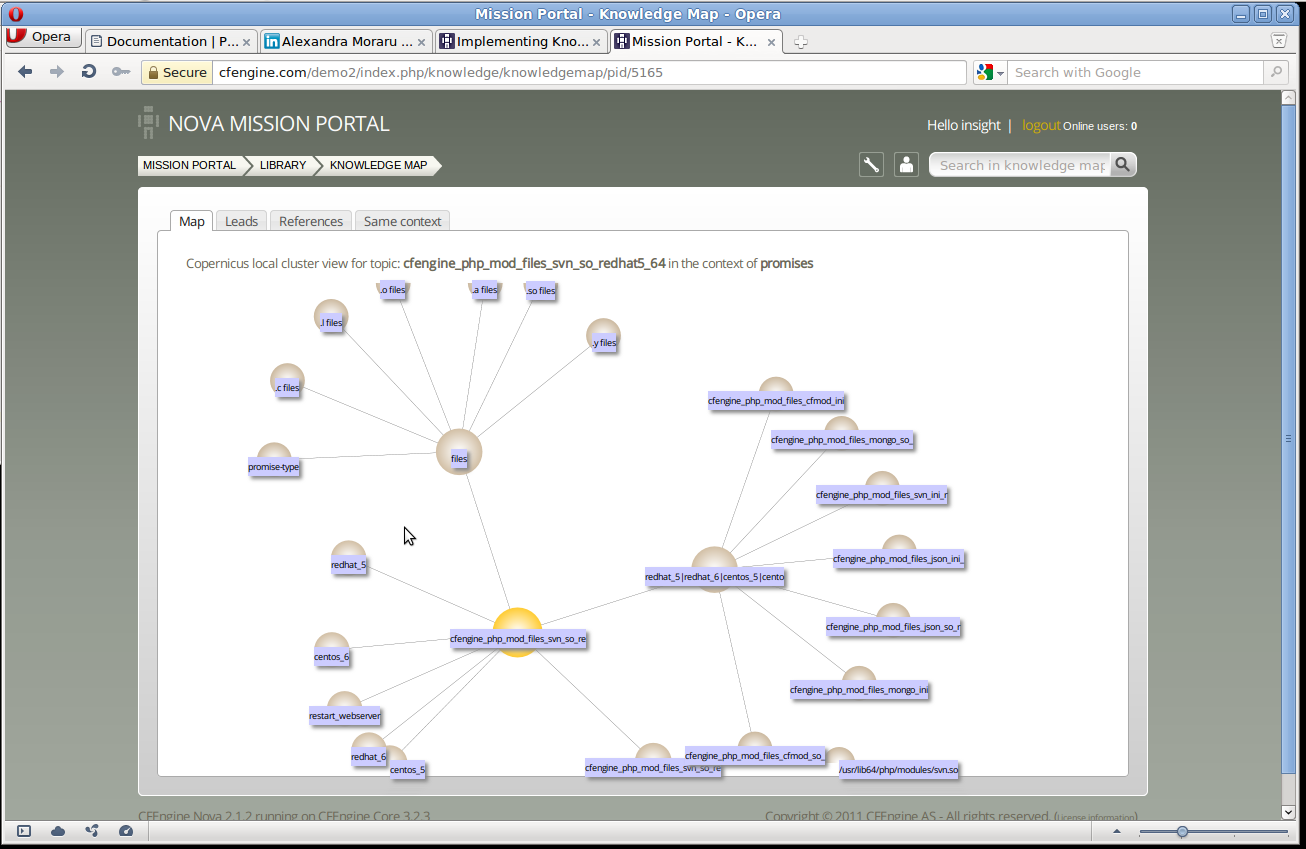 Mission Portal - Knowledge Map - Opera
Opera
Documentation | P...
Alexandra Moraru ...
Implementing Kno...
Mission Portal - K...
Secure
cfengine.com/demo2/index.php/knowledge/knowledgemap/pid/5165
Search with Google
NOVA MISSION PORTAL
Hello insight | logout Online users: 0
MISSION PORTAL
LIBRARY
KNOWLEDGE MAP
Search in knowledge map
Map
Leads
References
Same context
Copernicus local cluster view for topic: cfengine_php_mod_files_svn_so_redhat5_64 in the context of promises
.o files
.a files
.so files
.l files
.y files
.c files
cfengine_php_mod_files_cfmod_ini
cfengine_php_mod_files_mongo_so_
files
promise-type
cfengine_php_mod_files_svn_ini_r
cfengine_php_mod_files_json_ini_
redhat_5
redhat_5|redhat_6|centos_5|cento
cfengine_php_mod_files_json_so_r
cfengine_php_mod_files_svn_so_re
centos_6
cfengine_php_mod_files_mongo_ini
restart_webserver
redhat_6
cfengine_php_mod_files_cfmod_so_
centos_5
cfengine_php_mod_files_svn_so_re
/usr/lib64/php/modules/svn.so
CFEngine Nova 2.1.2 running on CFEngine Core 3.2.3
Copyright © 2011 CFEngine AS - All rights reserved. (License information)